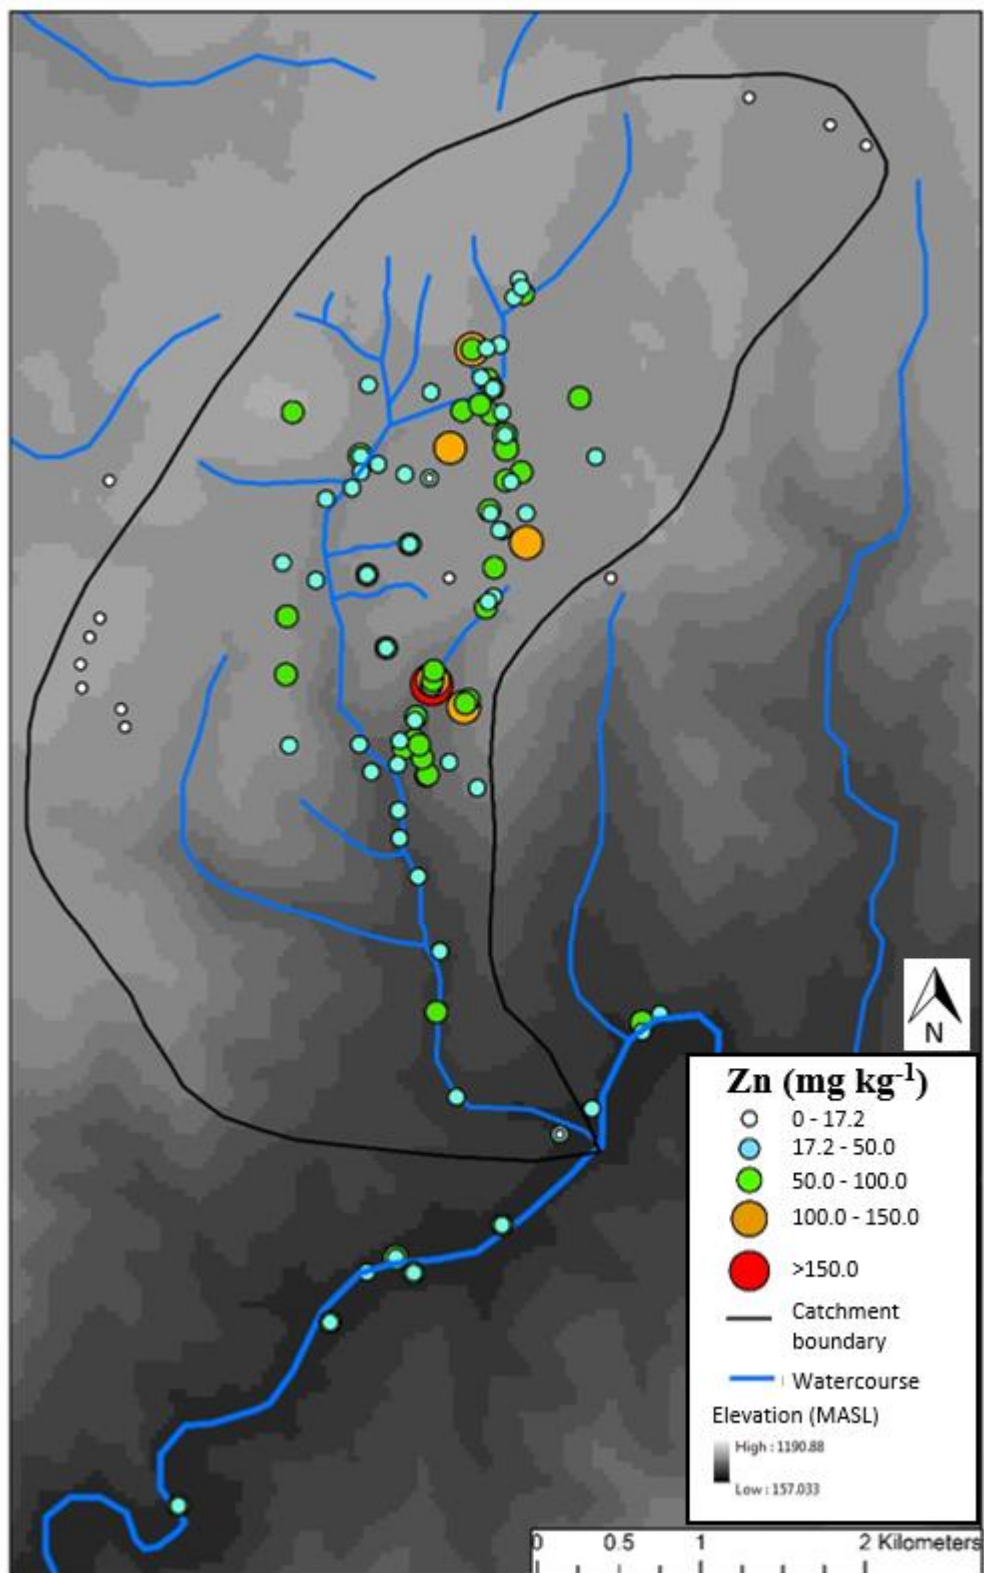 N
Zn (mg kg⁻¹)
0 - 17.2
17.2 - 50.0
50.0 - 100.0
100.0 - 150.0
>150.0
Catchment
boundary
Watercourse
Elevation (MASL)
High : 1190.88
Low : 157.033
0 0.5 1 2 Kilometers